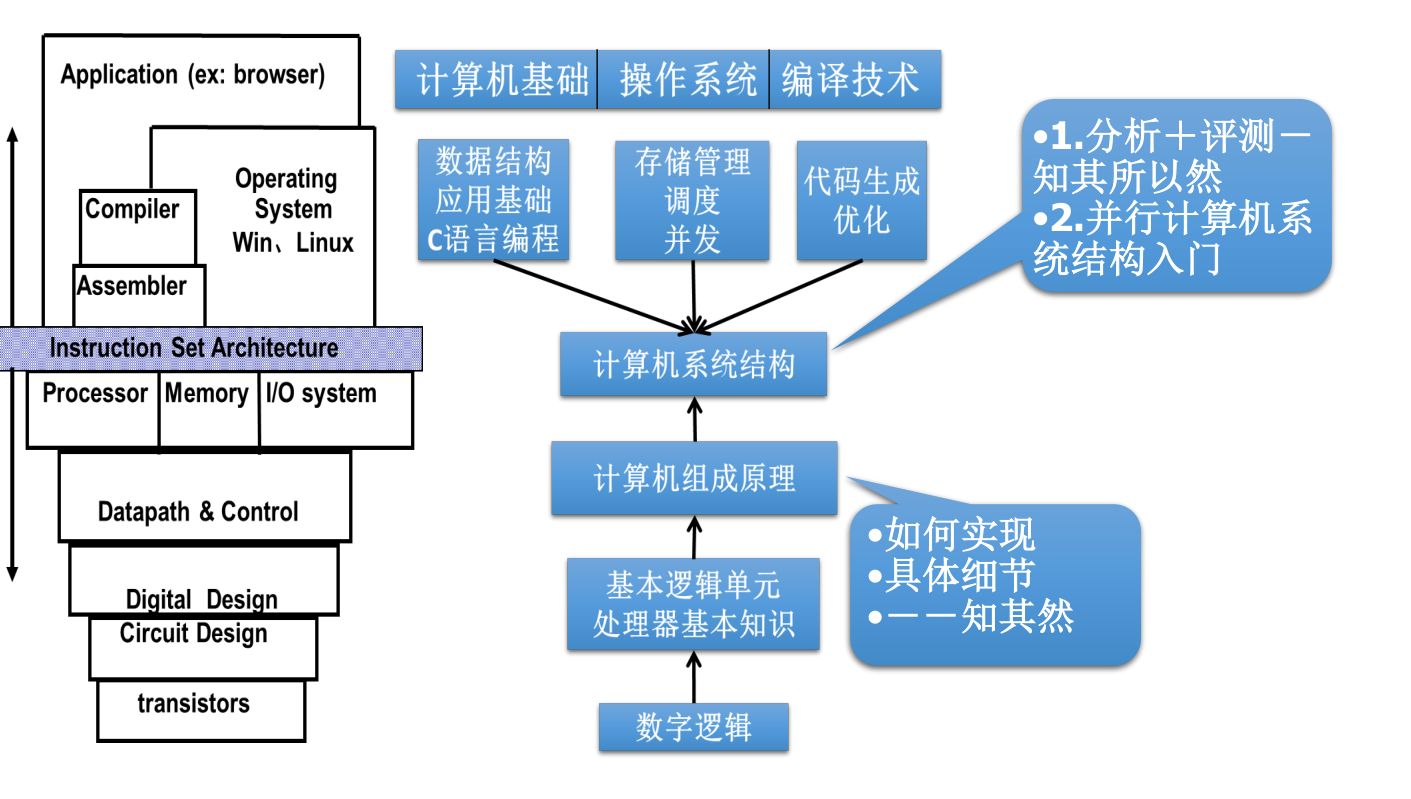 Application (ex: browser)
Operating
System
Win、Linux
Compiler
Assembler
Instruction Set Architecture
Processor
Memory
I/O system
Datapath & Control
Digital Design
Circuit Design
transistors
计算机基础
操作系统
编译技术
数据结构
应用基础
C语言编程
存储管理
调度
并发
代码生成
优化
计算机系统结构
计算机组成原理
基本逻辑单元
处理器基本知识
数字逻辑
•1.分析＋评测－
知其所以然
•2.并行计算机系
统结构入门
•如何实现
•具体细节
•－－知其然